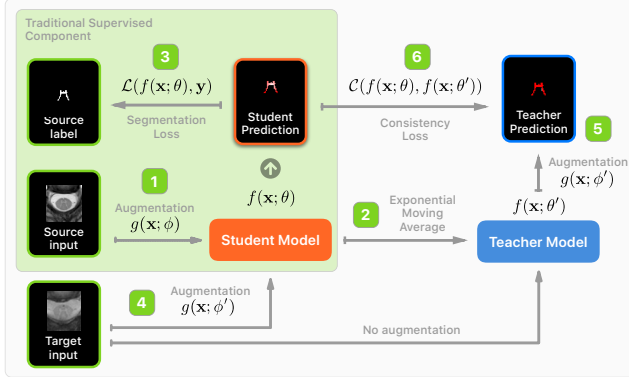 Traditional Supervised
Component
3
6
L(f(x; θ), y)
C(f(x; θ), f(x; θ′))
Source
label
Segmentation
Loss
Student
Prediction
Consistency
Loss
Teacher
Prediction
5
1
f(x; θ)
Augmentation
g(x; φ′)
f(x; θ′)
Augmentation
g(x; φ)
2
Exponential
Moving
Average
Source
input
Student Model
Teacher Model
4
Augmentation
g(x; φ′)
No augmentation
Target
input